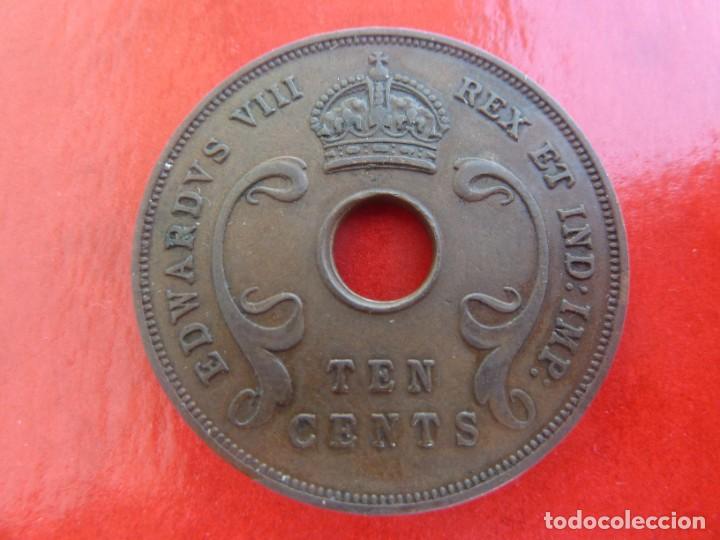 EDWARDVS VIII REX ET IND: IMP.
TEN
CENTS
todocoleccion